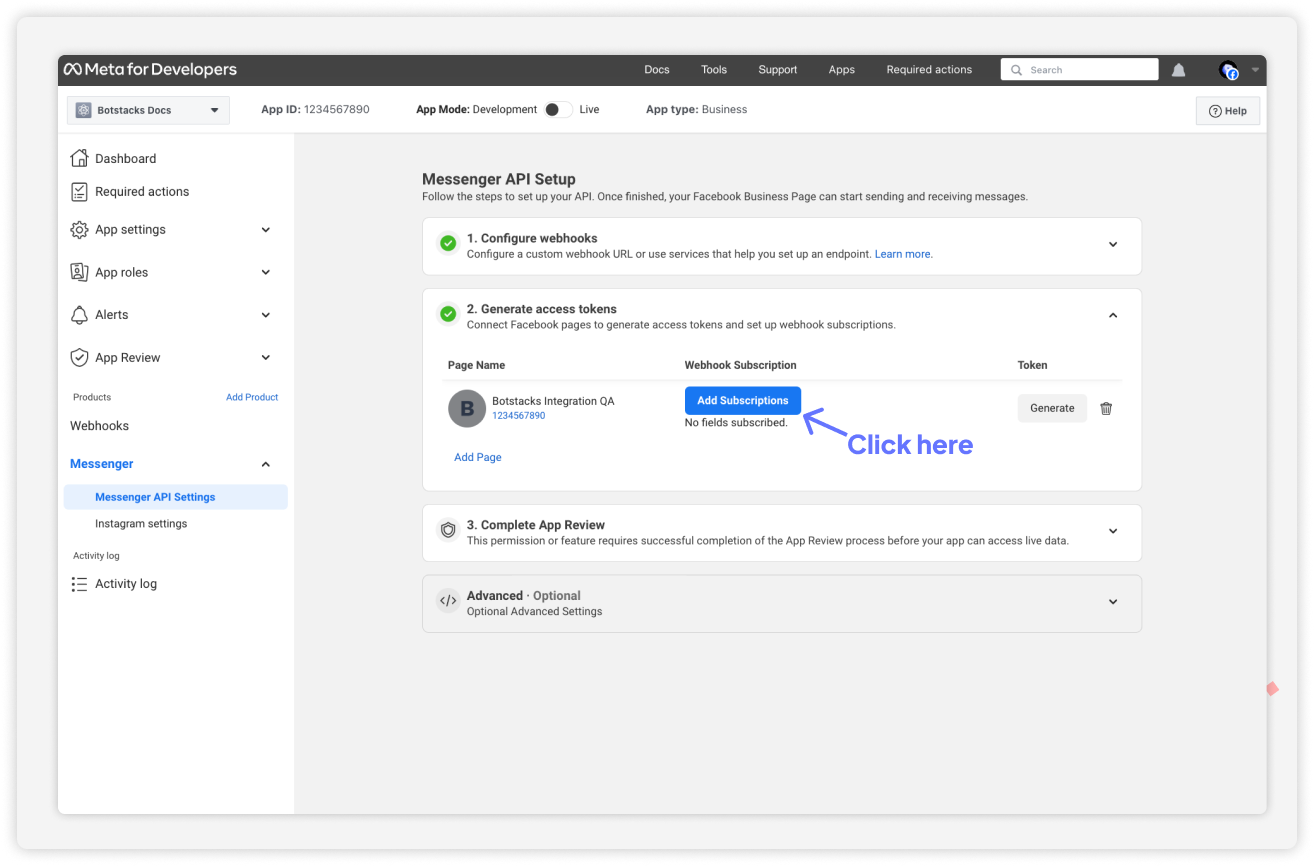 Meta for Developers
Docs Tools Support Apps Required actions Search
Botstacks Docs App ID: 1234567890 App Mode: Development Live App type: Business Help
Dashboard
Required actions
App settings
App roles
Alerts
App Review
Products Add Product
Webhooks
Messenger
Messenger API Settings
Instagram settings
Activity log
Activity log
Messenger API Setup
Follow the steps to set up your API. Once finished, your Facebook Business Page can start sending and receiving messages.
1. Configure webhooks
Configure a custom webhook URL or use services that help you set up an endpoint. Learn more.
2. Generate access tokens
Connect Facebook pages to generate access tokens and set up webhook subscriptions.
Page Name Webhook Subscription Token
B Botstacks Integration QA Add Subscriptions Generate
1234567890 No fields subscribed.
Click here
Add Page
3. Complete App Review
This permission or feature requires successful completion of the App Review process before your app can access live data.
Advanced · Optional
Optional Advanced Settings